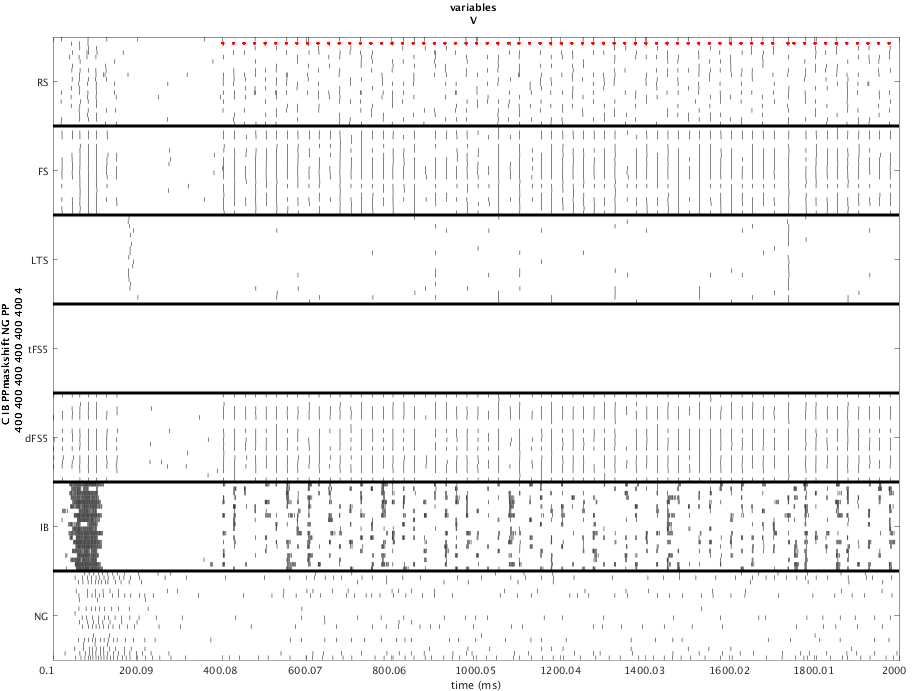 variables
V
RS
FS
LTS
tFS5
dFS5
IB
NG
C IB PPmaskshift NG PP
400 400 400 400 400 400 4
0.1 200.09 400.08 600.07 800.06 1000.05 1200.04 1400.03 1600.02 1800.01 2000
time (ms)